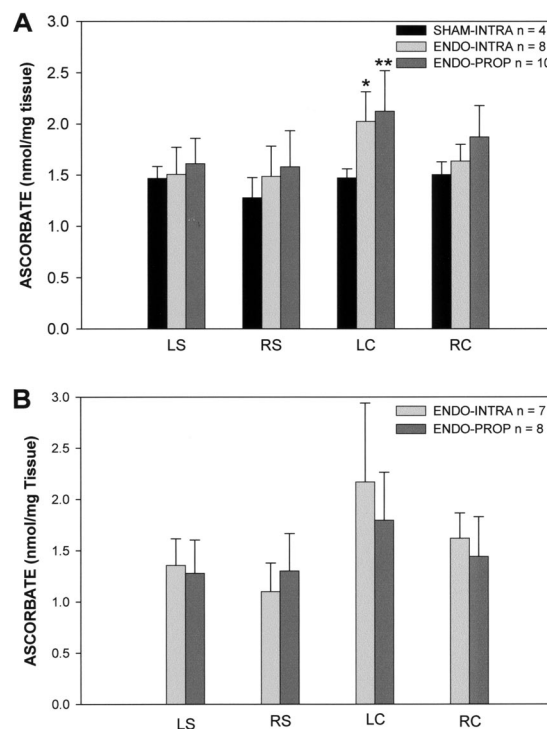 A
ASCORBATE (nmol/mg tissue)
3.0
2.5
2.0
1.5
1.0
0.5
0.0
SHAM-INTRA n = 4
ENDO-INTRA n = 8
ENDO-PROP n = 10
* **
LS RS LC RC
B
ASCORBATE (nmol/mg Tissue)
3.0
2.5
2.0
1.5
1.0
0.5
0.0
ENDO-INTRA n = 7
ENDO-PROP n = 8
LS RS LC RC